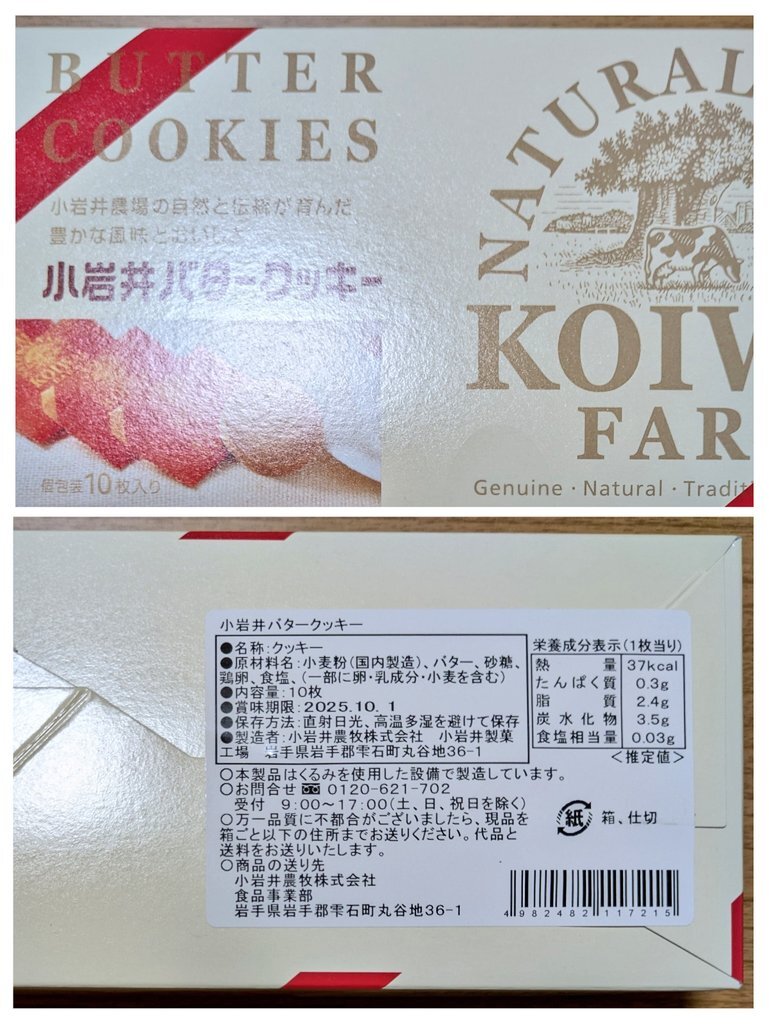 BUTTER
COOKIES
小岩井農場の自然と伝統が育んだ
豊かな風味とおいしさ
小岩井バタークッキー
個包装10枚入り
NATURAL
KOIW
FAR
Genuine · Natural · Tradit
小岩井バタークッキー
●名称:クッキー
●原材料名:小麦粉(国内製造)、バター、砂糖、
鶏卵、食塩、(一部に卵・乳成分・小麦を含む)
●内容量:10枚
●賞味期限:2025.10. 1
●保存方法:直射日光、高温多湿を避けて保存
●製造者:小岩井農牧株式会社 小岩井製菓
工場 岩手県岩手郡雫石町丸谷地36-1
栄養成分表示(1枚当り)
熱量 37kcal
たんぱく質 0.3g
脂質 2.4g
炭水化物 3.5g
食塩相当量 0.03g
<推定値>
○本製品はくるみを使用した設備で製造しています。
○お問合せ 0120-621-702
受付 9:00~17:00(土、日、祝日を除く)
○万一品質に不都合がございましたら、現品を
箱ごと以下の住所までお送りください。代品と
送料をお送りいたします。
○商品の送り先
小岩井農牧株式会社
食品事業部
岩手県岩手郡雫石町丸谷地36-1
紙 箱、仕切
4982482117215